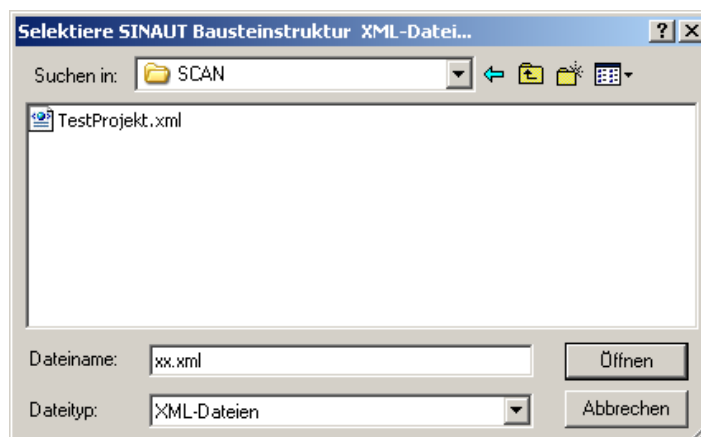 Selektiere SINAUT Bausteinstruktur XML-Datei...
Suchen in: SCAN
TestProjekt.xml
Dateiname: xx.xml Öffnen
Dateityp: XML-Dateien Abbrechen